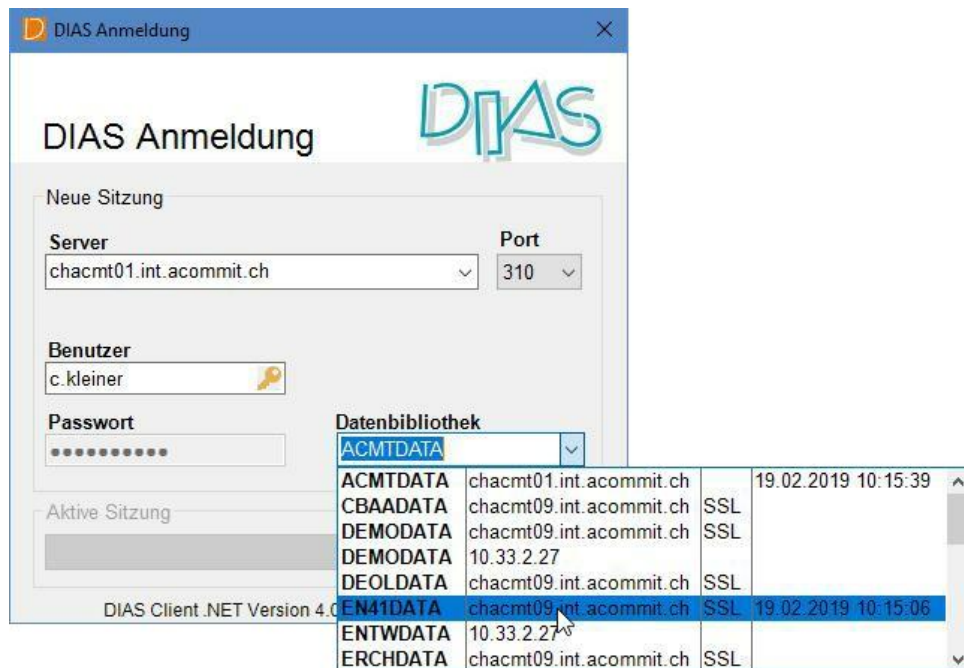 DIAS Anmeldung
DIAS
DIAS Anmeldung
Neue Sitzung
Server Port
chacmt01.int.acommit.ch 310
Benutzer
c.kleiner
Passwort Datenbibliothek
●●●●●●●●●● ACMTDATA
ACMTDATA chacmt01.int.acommit.ch 19.02.2019 10:15:39
CBAADATA chacmt09.int.acommit.ch SSL
Aktive Sitzung DEMODATA chacmt09.int.acommit.ch SSL
DEMODATA 10.33.2.27
DEOLDATA chacmt09.int.acommit.ch SSL
DIAS Client .NET Version 4.0 EN41DATA chacmt09.int.acommit.ch SSL 19.02.2019 10:15:06
ENTWDATA 10.33.2.27
ERCHDATA chacmt09.int.acommit.ch SSL